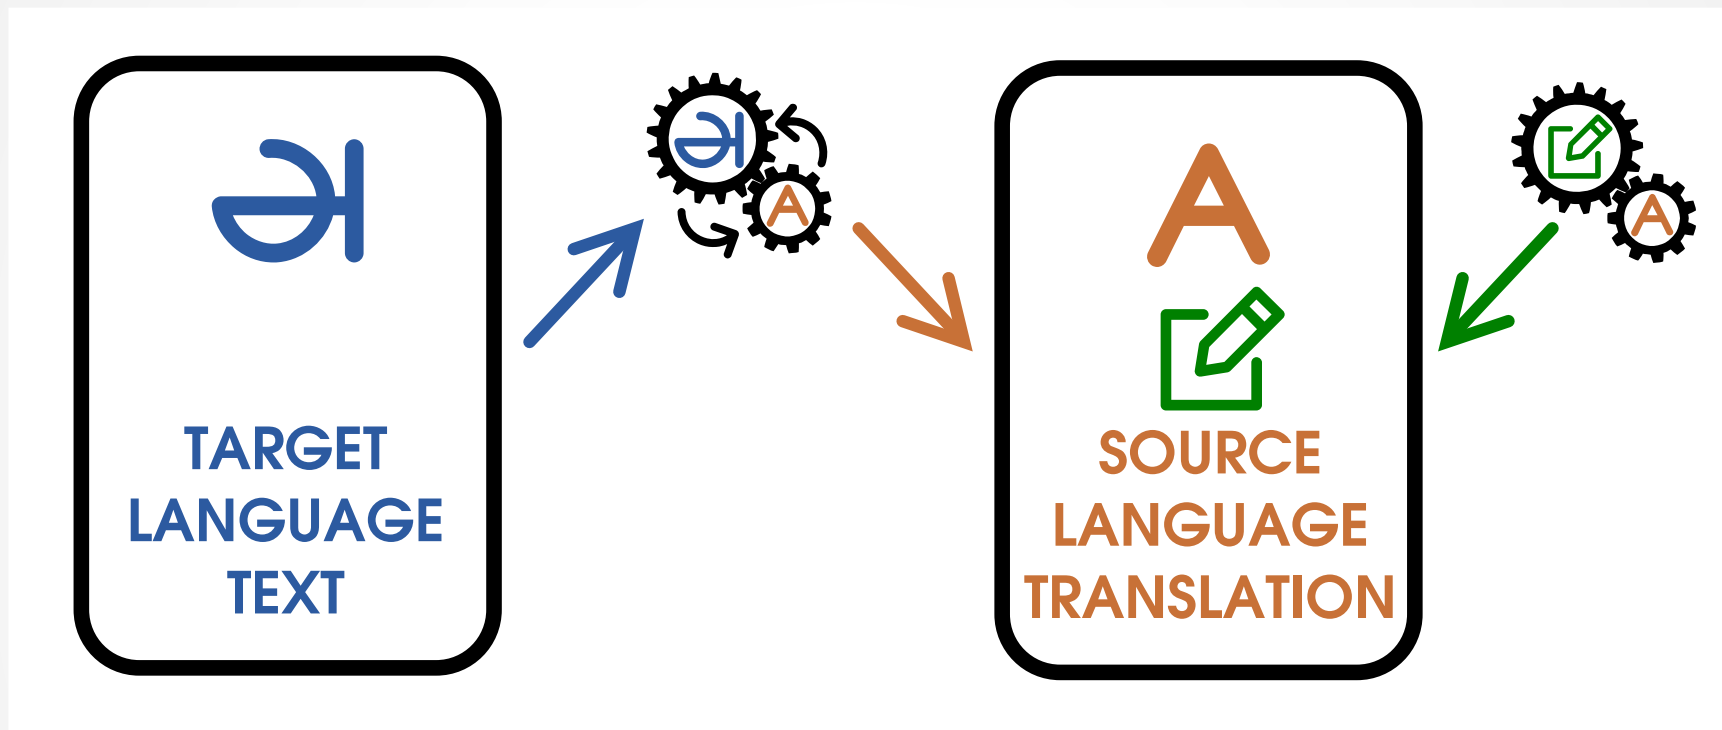 TARGET
LANGUAGE
TEXT
A
A
SOURCE
LANGUAGE
TRANSLATION
A